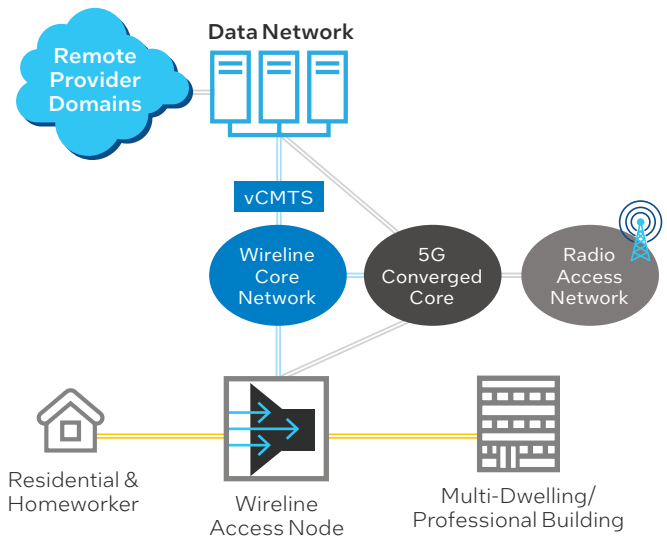 Data Network
Remote
Provider
Domains
vCMTS
Wireline
Core
Network
5G
Converged
Core
Radio
Access
Network
Residential &
Homeworker
Wireline
Access Node
Multi-Dwelling/
Professional Building